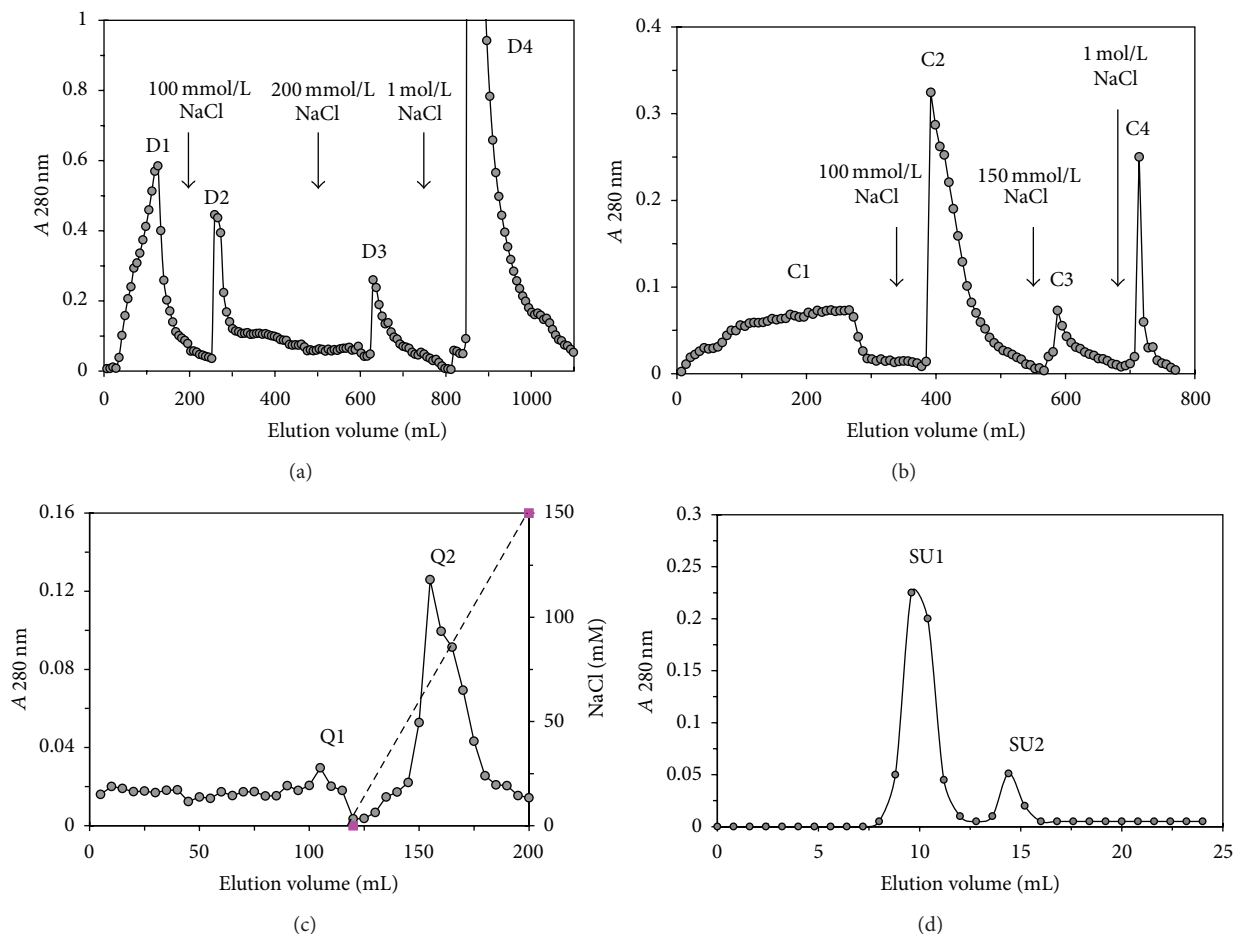 1
0.8
0.6
0.4
0.2
0
A 280 nm
D1
100 mmol/L
NaCl
D2
200 mmol/L
NaCl
D3
1 mol/L
NaCl
D4
0 200 400 600 800 1000
Elution volume (mL)
(a)
0.4
0.3
0.2
0.1
0
A 280 nm
C1
100 mmol/L
NaCl
C2
150 mmol/L
NaCl
C3
1 mol/L
NaCl
C4
0 200 400 600 800
Elution volume (mL)
(b)
0.16
0.12
0.08
0.04
0
A 280 nm
Q1
Q2
150
100
50
0
NaCl (mM)
0 50 100 150 200
Elution volume (mL)
(c)
0.3
0.25
0.2
0.15
0.1
0.05
0
A 280 nm
SU1
SU2
0 5 10 15 20 25
Elution volume (mL)
(d)